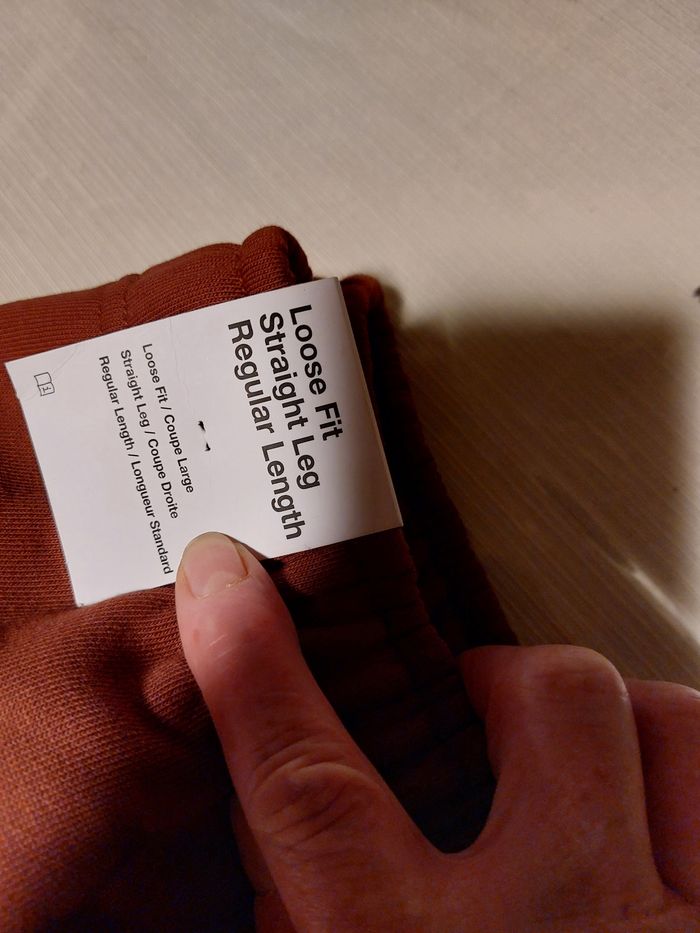 Loose Fit
Straight Leg
Regular Length
Loose Fit / Coupe Large
Straight Leg / Coupe Droite
Regular Length / Longueur Standard